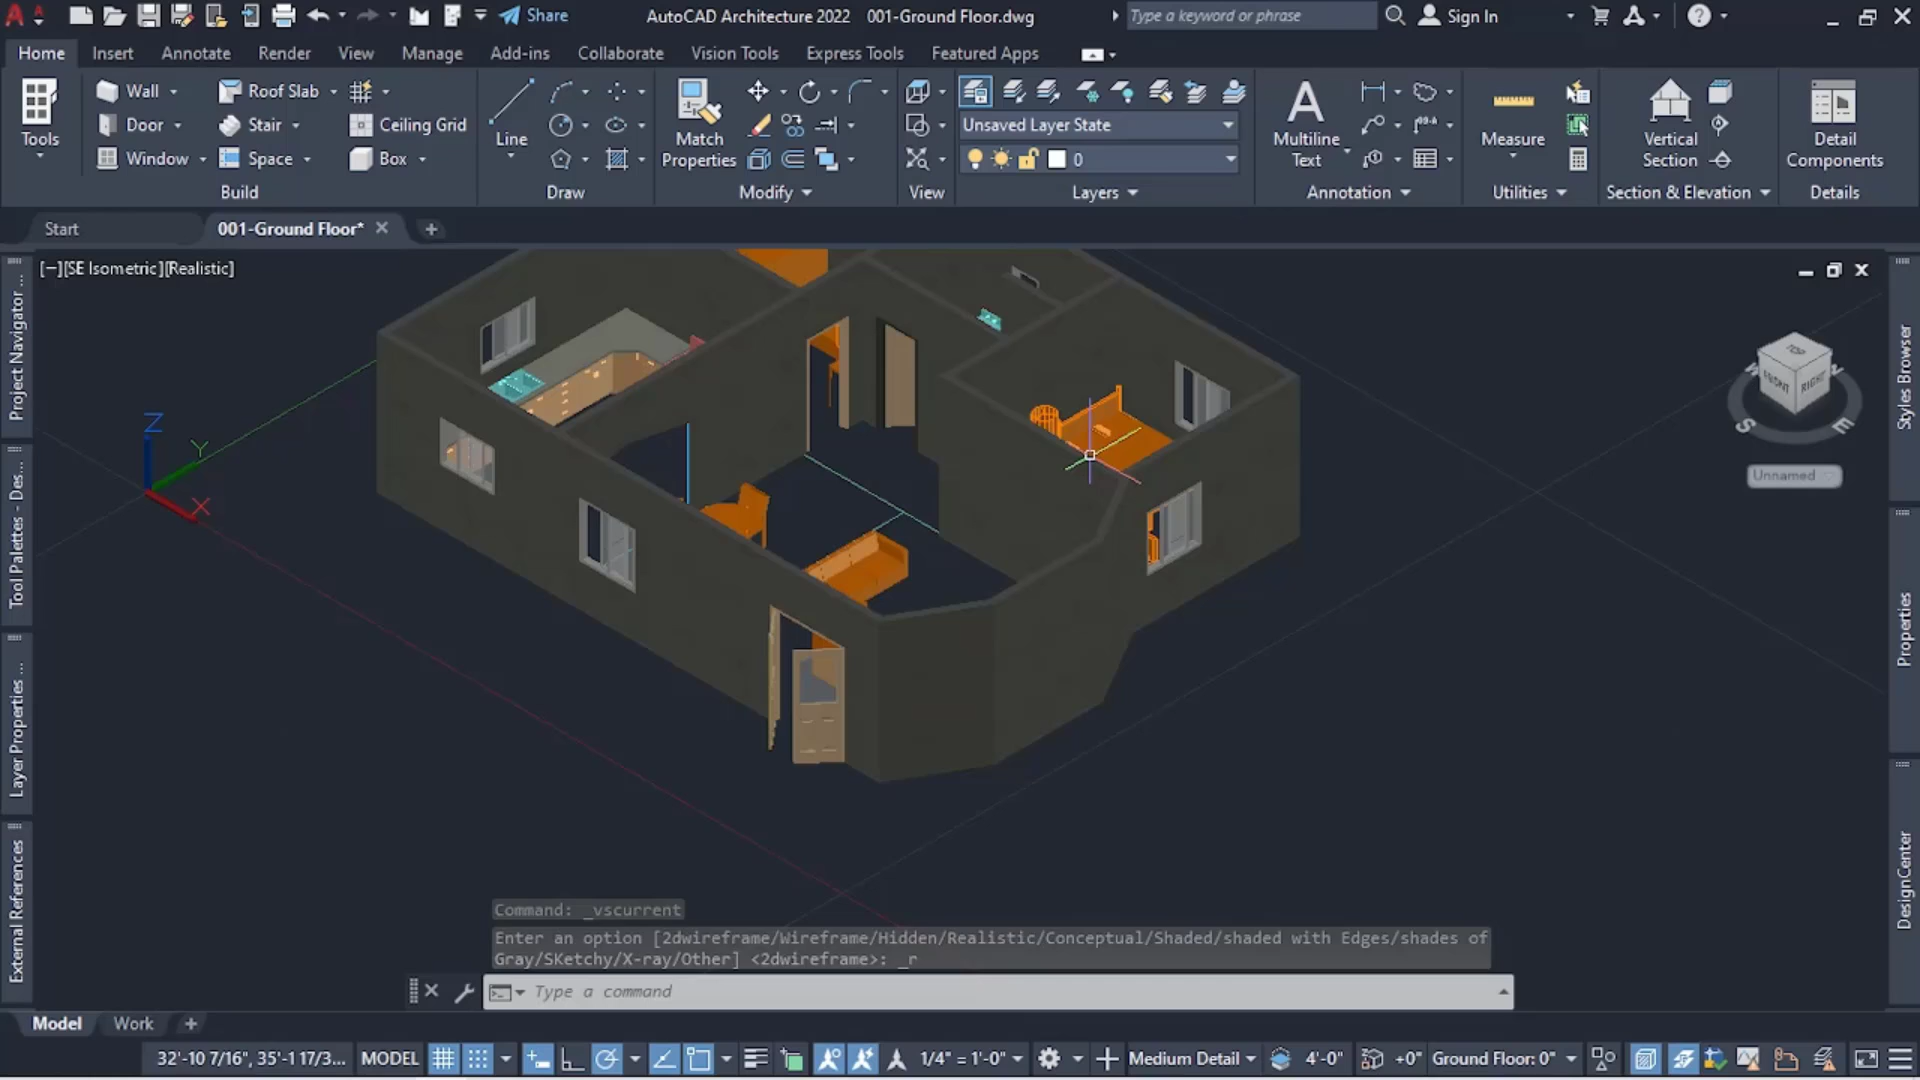 Share
AutoCAD Architecture 2022 001-Ground Floor.dwg
Type a keyword or phrase
Sign In
Home Insert Annotate Render View Manage Add-ins Collaborate Vision Tools Express Tools Featured Apps
Tools
Wall
Door
Window
Roof Slab
Stair
Space
Ceiling Grid
Box
Build
Line
Draw
Match
Properties
Modify
View
Unsaved Layer State
0
Layers
Multiline
Text
Annotation
Measure
Utilities
Vertical
Section
Section & Elevation
Detail
Components
Details
Start
001-Ground Floor*
[−][SE Isometric][Realistic]
Project Navigator ...
Tool Palettes - Des...
Layer Properties ...
External References
Z
Y
X
TOP
FRONT
RIGHT
W
N
S
E
Unnamed
Styles Browser
Properties
DesignCenter
Command: _vscurrent
Enter an option [2dwireframe/Wireframe/Hidden/Realistic/Conceptual/Shaded/shaded with Edges/shades of
Gray/SKetchy/X-ray/Other] <2dwireframe>: _r
Type a command
Model Work
32'-10 7/16", 35'-1 17/3... MODEL 1/4" = 1'-0" Medium Detail 4'-0" +0" Ground Floor: 0"